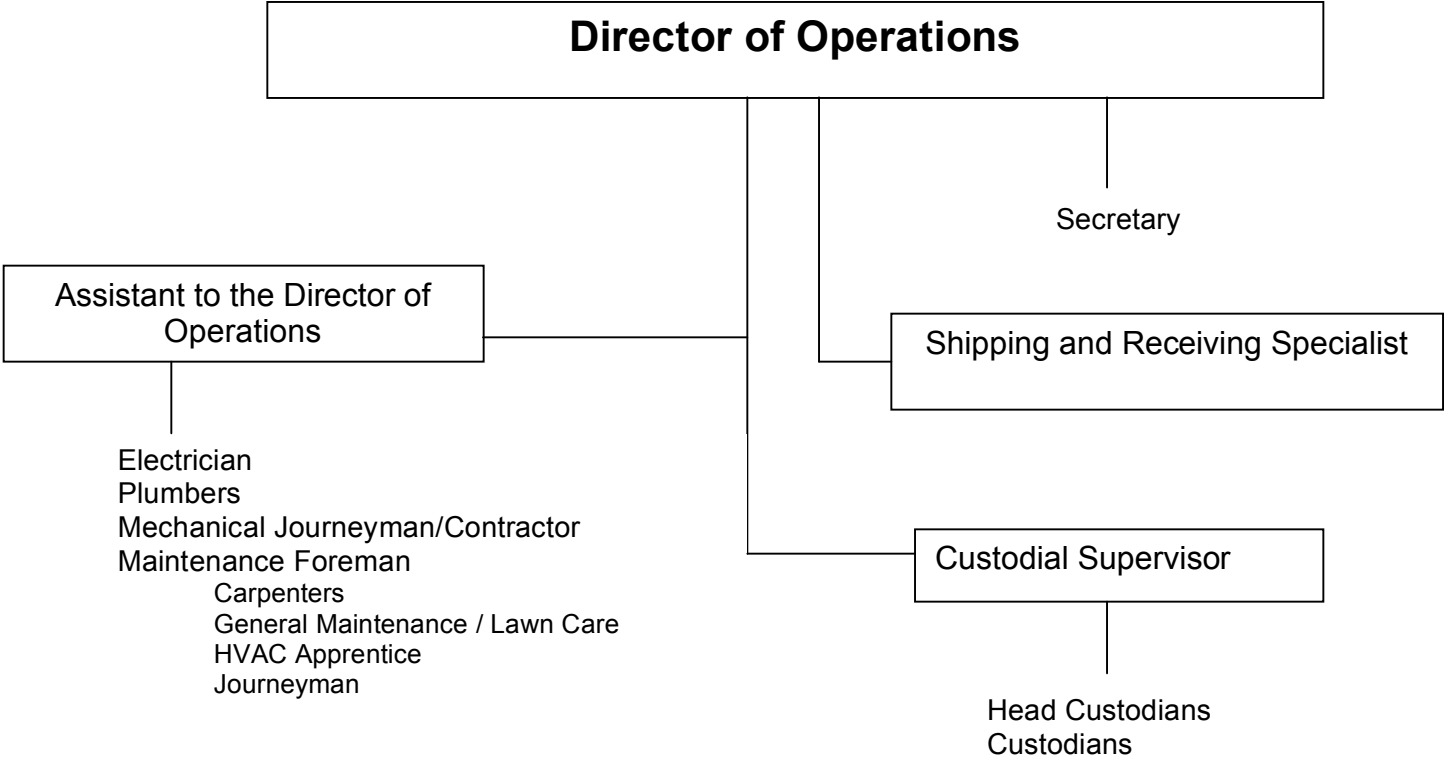 Director of Operations
Secretary
Assistant to the Director of
Operations
Shipping and Receiving Specialist
Electrician
Plumbers
Mechanical Journeyman/Contractor
Maintenance Foreman
Carpenters
General Maintenance / Lawn Care
HVAC Apprentice
Journeyman
Custodial Supervisor
Head Custodians
Custodians